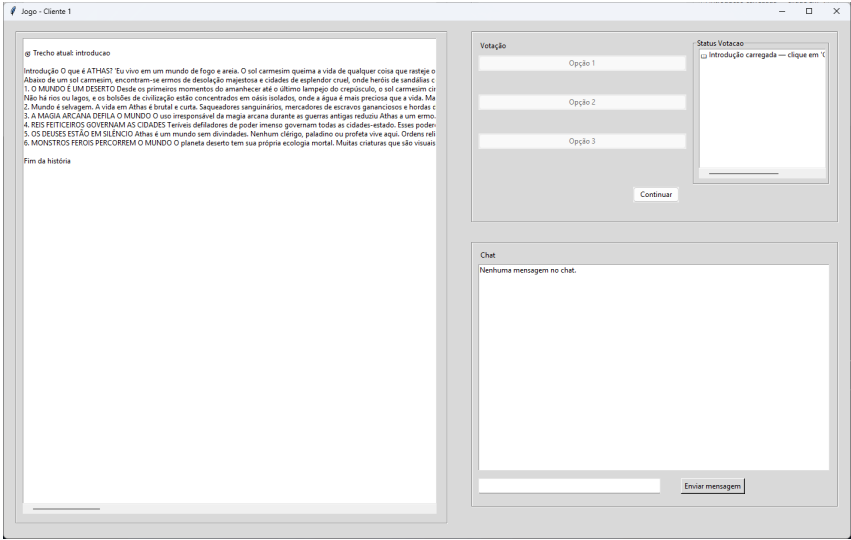 Jogo - Cliente 1
Trecho atual: introducao
Introdução O que é ATHAS? 'Eu vivo em um mundo de fogo e areia. O sol carmesim queima a vida de qualquer coisa que rasteje o
Abaixo de um sol carmesim, encontram-se ermos de desolação majestosa e cidades de esplendor cruel, onde heróis de sandálias c
1. O MUNDO É UM DESERTO Desde os primeiros momentos do amanhecer até o último lampejo do crepúsculo, o sol carmesim cir
Não há rios ou lagos, e os bolsões de civilização estão concentrados em oásis isolados, onde a água é mais preciosa que a vida. Ma
2. Mundo é selvagem. A vida em Athas é brutal e curta. Saqueadores sanguinários, mercadores de escravos gananciosos e hordas c
3. A MAGIA ARCANA DEFILA O MUNDO O uso irresponsável da magia arcana durante as guerras antigas reduziu Athas a um ermo.
4. REIS FEITICEIROS GOVERNAM AS CIDADES Terríveis defiladores de poder imenso governam todas as cidades-estado. Esses poder
5. OS DEUSES ESTÃO EM SILÊNCIO Athas é um mundo sem divindades. Nenhum clérigo, paladino ou profeta vive aqui. Ordens reli
6. MONSTROS FEROIS PERCORREM O MUNDO O planeta deserto tem sua própria ecologia mortal. Muitas criaturas que são visuais
Fim da história
Votação
Opção 1
Opção 2
Opção 3
Continuar
Status Votacao
Introdução carregada — clique em 'C
Chat
Nenhuma mensagem no chat.
Enviar mensagem